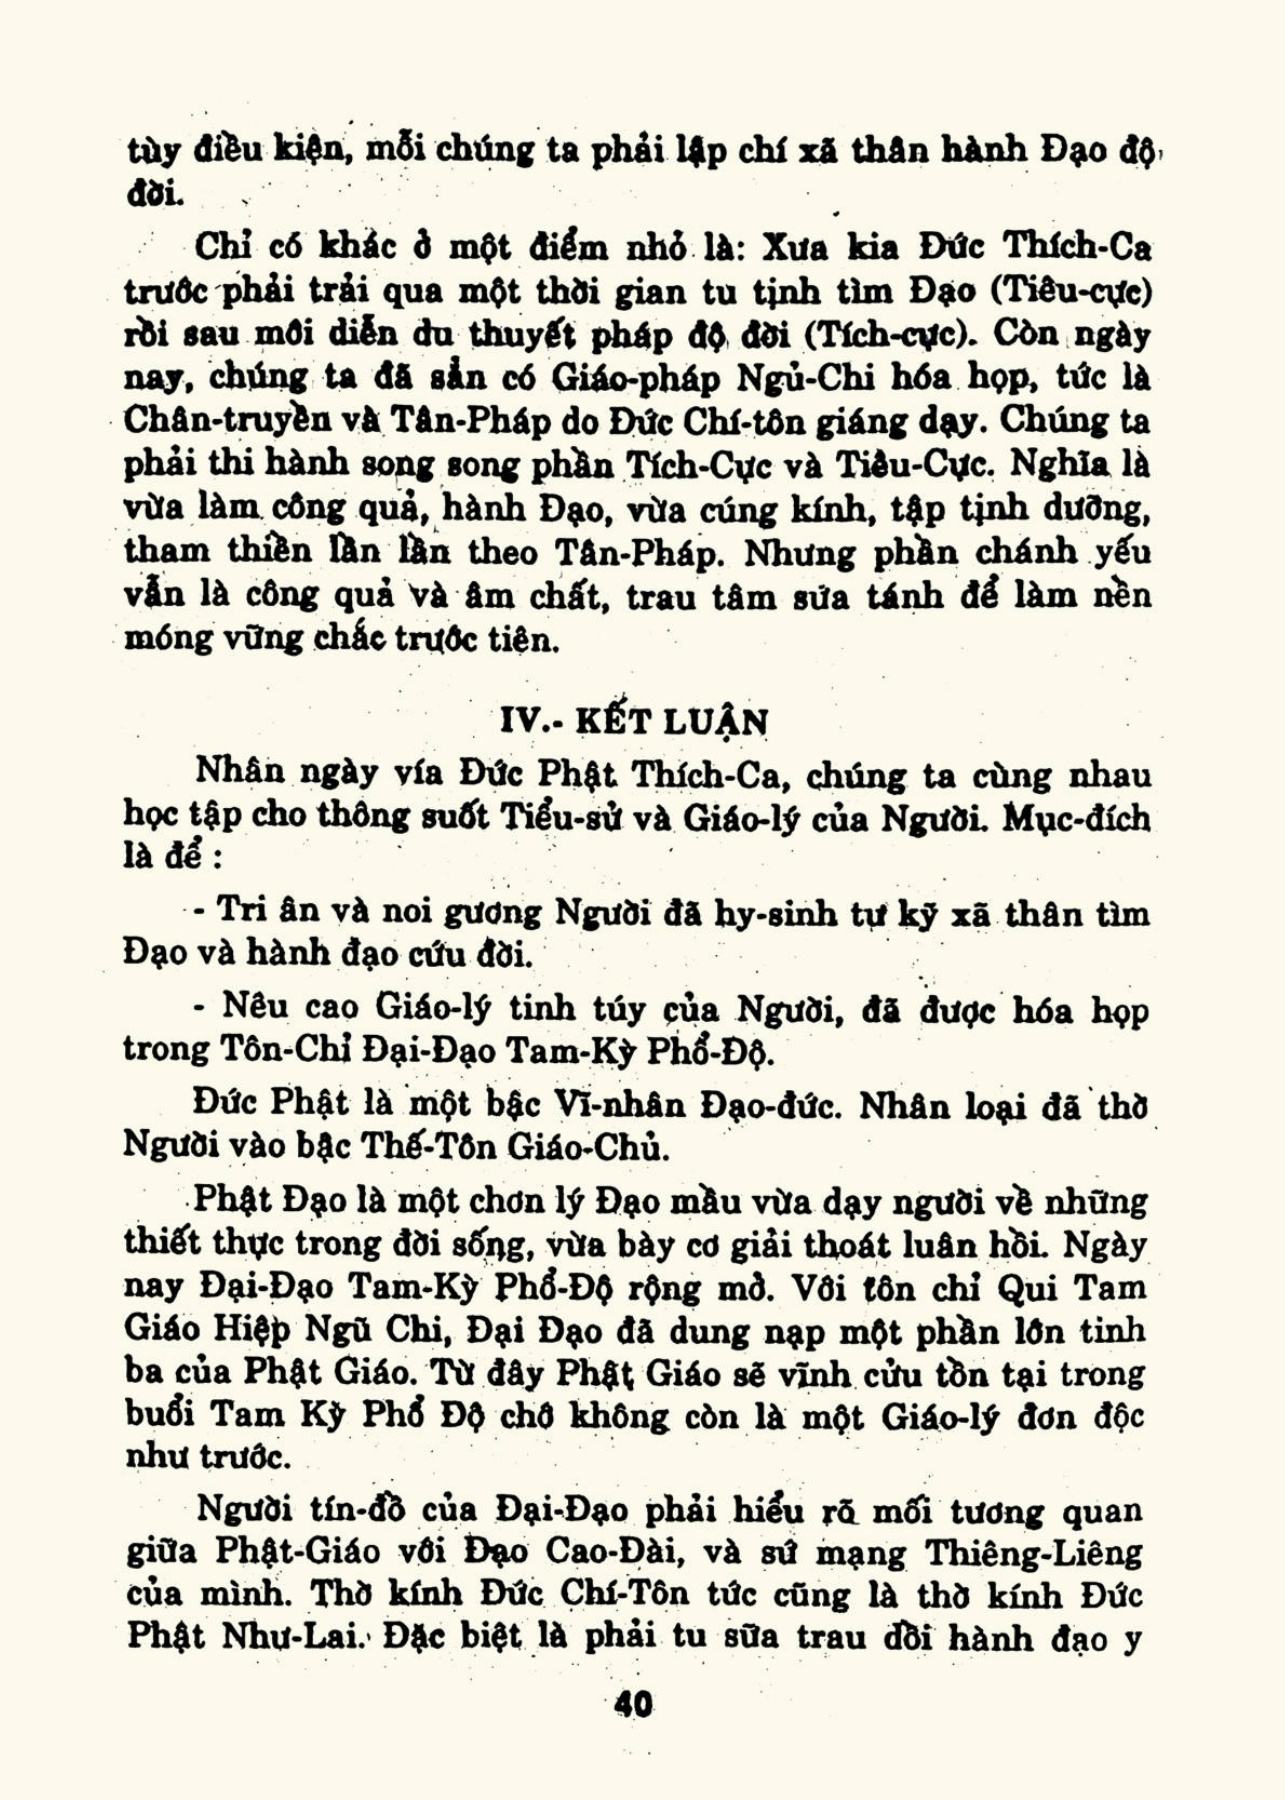 tùy điều kiện, mỗi chúng ta phải lập chí xã thân hành Đạo độ
đời.
Chỉ có khác ở một điểm nhỏ là: Xưa kia Đức Thích-Ca
trước phải trải qua một thời gian tu tịnh tìm Đạo (Tiêu-cực)
rồi sau mới diễn du thuyết pháp độ đời (Tích-cực). Còn ngày
nay, chúng ta đã sẳn có Giáo-pháp Ngủ-Chi hóa họp, tức là
Chân-truyền và Tân-Pháp do Đức Chí-tôn giáng dạy. Chúng ta
phải thi hành song song phần Tích-Cực và Tiêu-Cực. Nghĩa là
vừa làm công quả, hành Đạo, vừa cúng kính, tập tịnh dưỡng,
tham thiền lần lần theo Tân-Pháp. Nhưng phần chánh yếu
vẫn là công quả và âm chất, trau tâm sửa tánh để làm nền
móng vững chắc trước tiên.
IV.- KẾT LUẬN
Nhân ngày vía Đức Phật Thích-Ca, chúng ta cùng nhau
học tập cho thông suốt Tiểu-sử và Giáo-lý của Người. Mục-đích
là để :
- Tri ân và noi gương Người đã hy-sinh tự kỹ xã thân tìm
Đạo và hành đạo cứu đời.
- Nêu cao Giáo-lý tinh túy của Người, đã được hóa họp
trong Tôn-Chỉ Đại-Đạo Tam-Kỳ Phổ-Độ.
Đức Phật là một bậc Vĩ-nhân Đạo-đức. Nhân loại đã thờ
Người vào bậc Thế-Tôn Giáo-Chủ.
Phật Đạo là một chơn lý Đạo mầu vừa dạy người về những
thiết thực trong đời sống, vừa bày cơ giải thoát luân hồi. Ngày
nay Đại-Đạo Tam-Kỳ Phổ-Độ rộng mở. Với tôn chỉ Qui Tam
Giáo Hiệp Ngũ Chi, Đại Đạo đã dung nạp một phần lớn tinh
ba của Phật Giáo. Từ đây Phật Giáo sẽ vĩnh cửu tồn tại trong
buổi Tam Kỳ Phổ Độ chớ không còn là một Giáo-lý đơn độc
như trước.
Người tín-đồ của Đại-Đạo phải hiểu rõ mối tương quan
giữa Phật-Giáo với Đạo Cao-Đài, và sứ mạng Thiêng-Liêng
của mình. Thờ kính Đức Chí-Tôn tức cũng là thờ kính Đức
Phật Như-Lai. Đặc biệt là phải tu sữa trau dồi hành đạo y
40